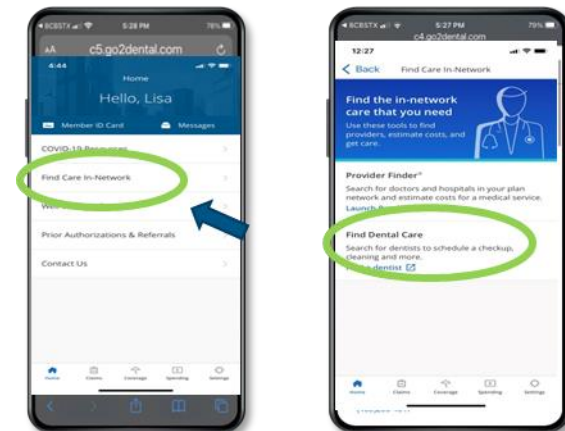 BCBSTX 5:28 PM 78%
AA c5.go2dental.com
4:44
Home
Hello, Lisa
Member ID Card Messages
COVID-19 Resources
Find Care In-Network
Prior Authorizations & Referrals
Contact Us
Home Claims Coverage Spending Settings
BCBSTX 5:27 PM 79%
c4.go2dental.com
12:27
Back Find Care In-Network
Find the in-network
care that you need
Use these tools to find
providers, estimate costs, and
get care.
Provider Finder®
Search for doctors and hospitals in your plan
network and estimate costs for a medical service.
Launch
Find Dental Care
Search for dentists to schedule a checkup,
cleaning and more.
dentist
Home Claims Coverage Spending Settings